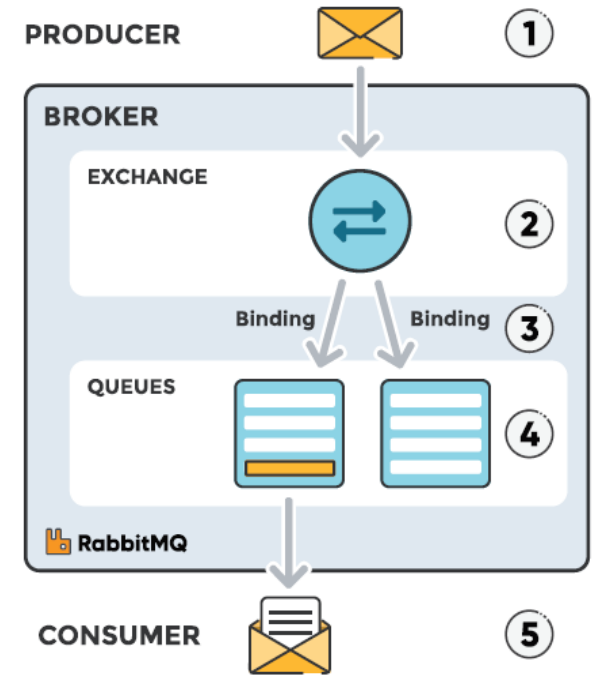 PRODUCER
1
BROKER
EXCHANGE
2
Binding
Binding
3
QUEUES
4
RabbitMQ
CONSUMER
5